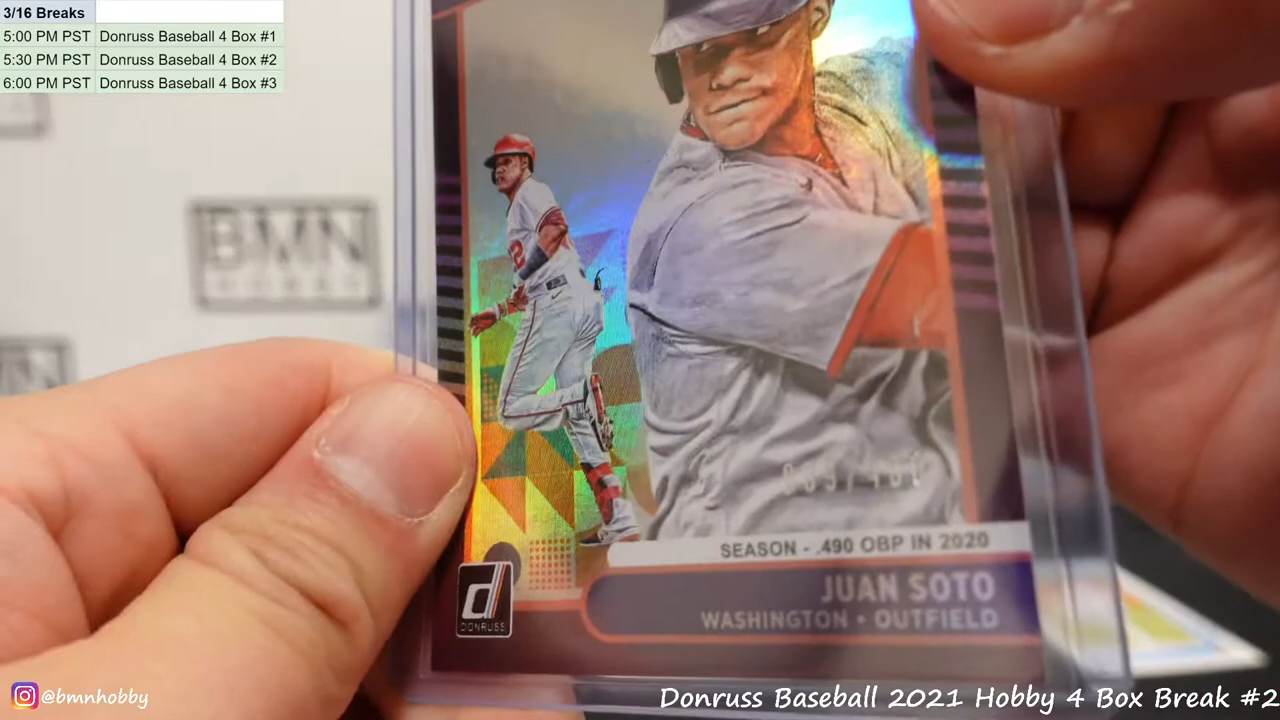 3/16 Breaks
5:00 PM PST Donruss Baseball 4 Box #1
5:30 PM PST Donruss Baseball 4 Box #2
6:00 PM PST Donruss Baseball 4 Box #3
BMN
2
SEASON - .490 OBP IN 2020
JUAN SOTO
WASHINGTON • OUTFIELD
d
DONRUSS
@bmnhobby
Donruss Baseball 2021 Hobby 4 Box Break #2